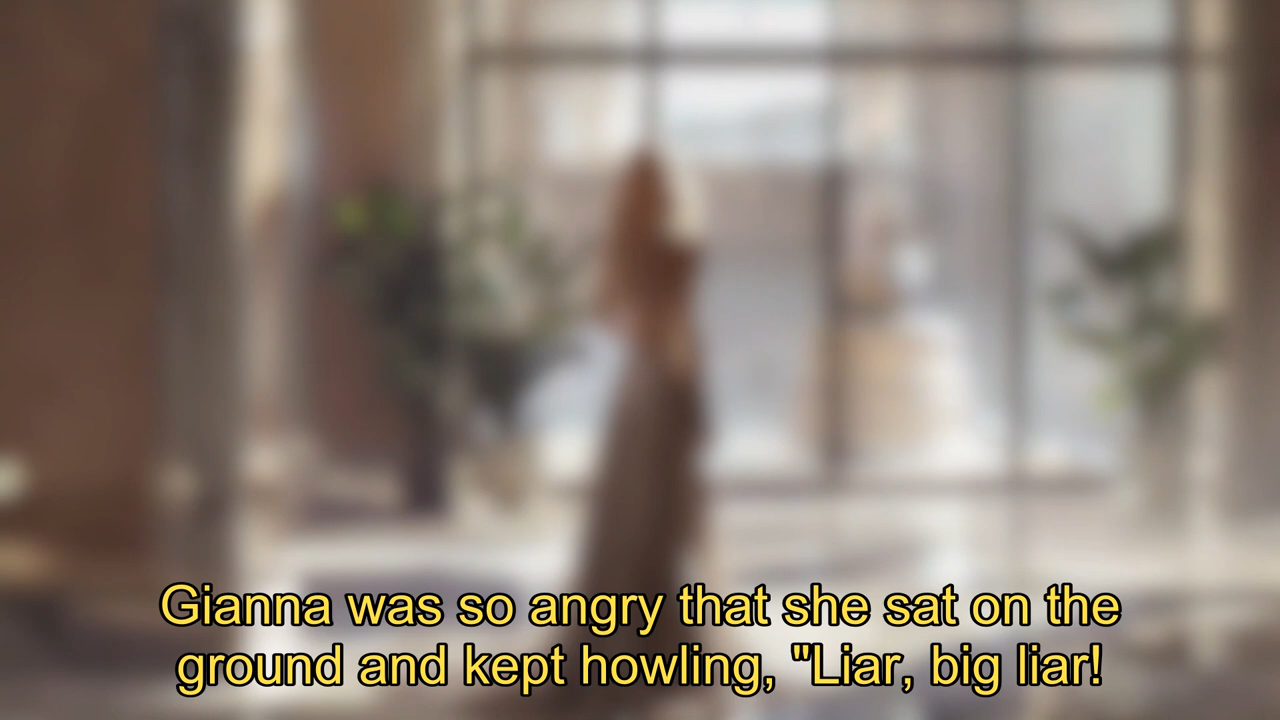 Gianna was so angry that she sat on the
ground and kept howling, "Liar, big liar!